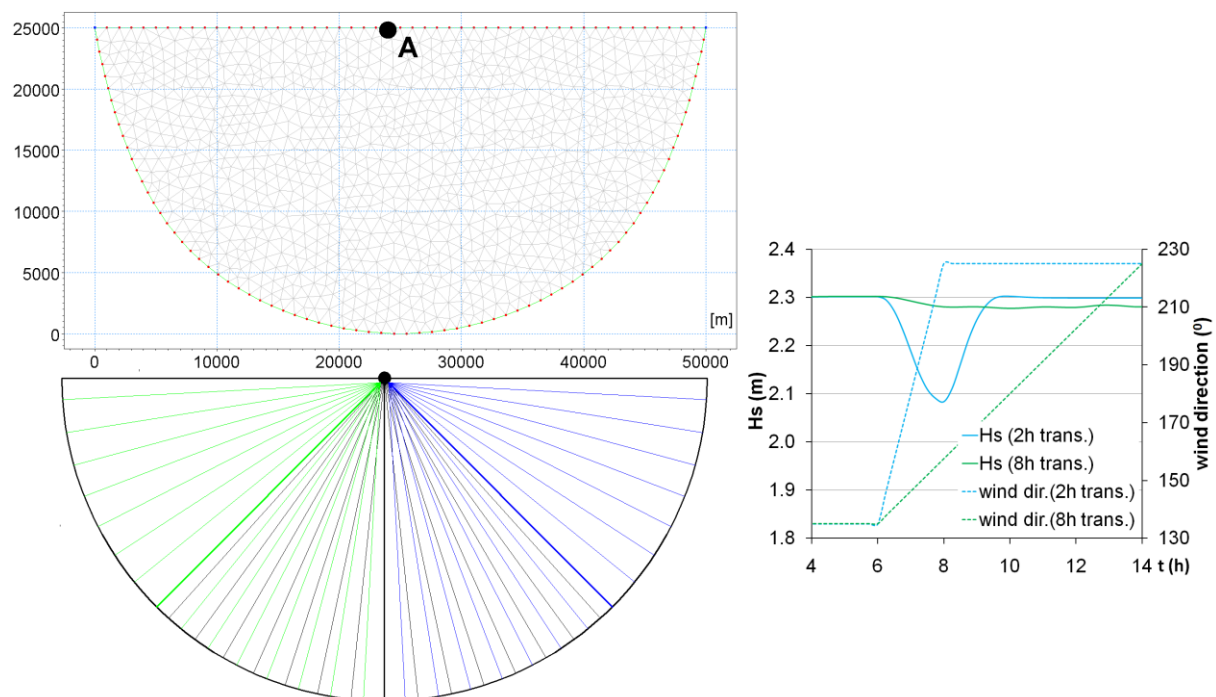 25000
A
20000
15000
10000
5000
0
[m]
0 10000 20000 30000 40000 50000
2.4
2.3
2.2
2.1
2.0
1.9
1.8
Hs (m)
230
210
190
170
150
130
wind direction (⁰)
Hs (2h trans.)
Hs (8h trans.)
wind dir.(2h trans.)
wind dir.(8h trans.)
4 6 8 10 12 14 t (h)